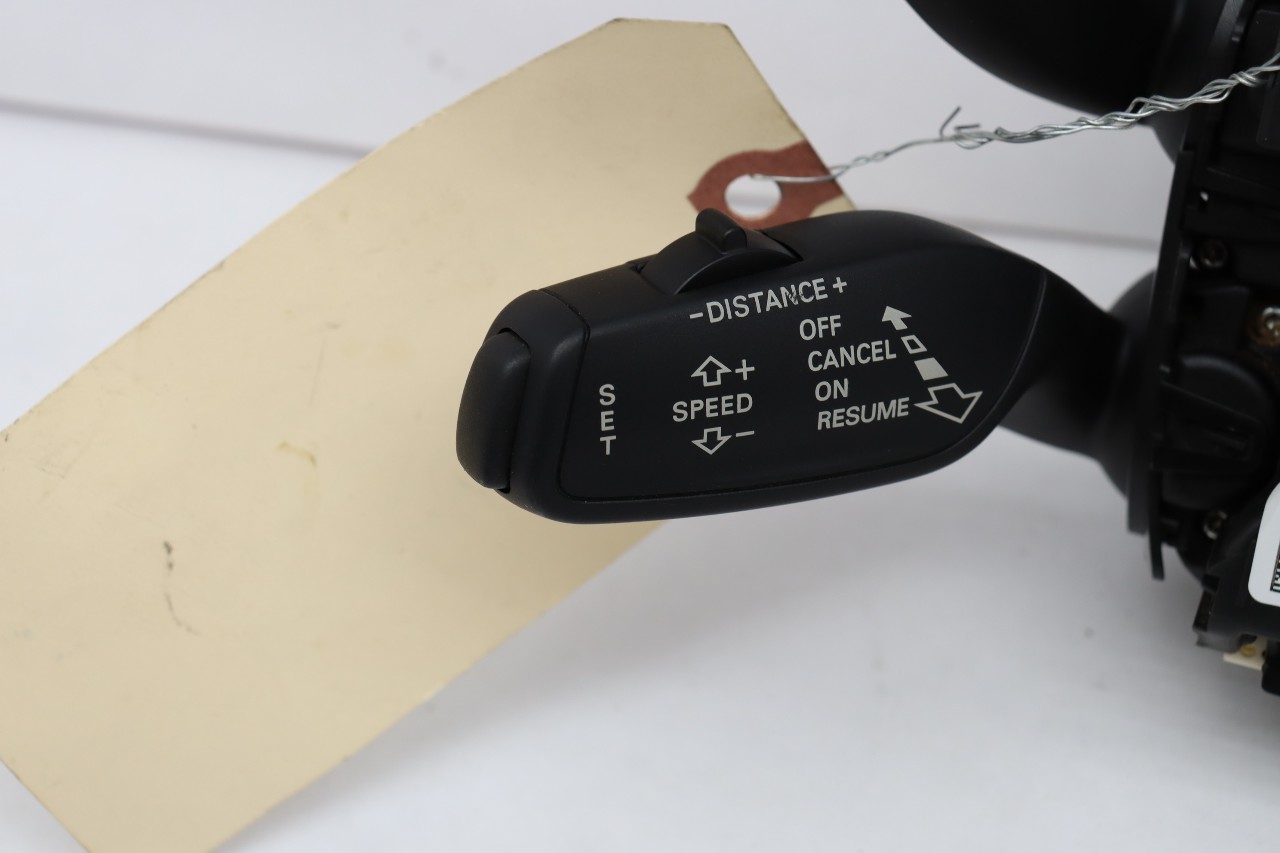 -DISTANCE+
OFF
CANCEL
ON
RESUME
+
SPEED
-
SET